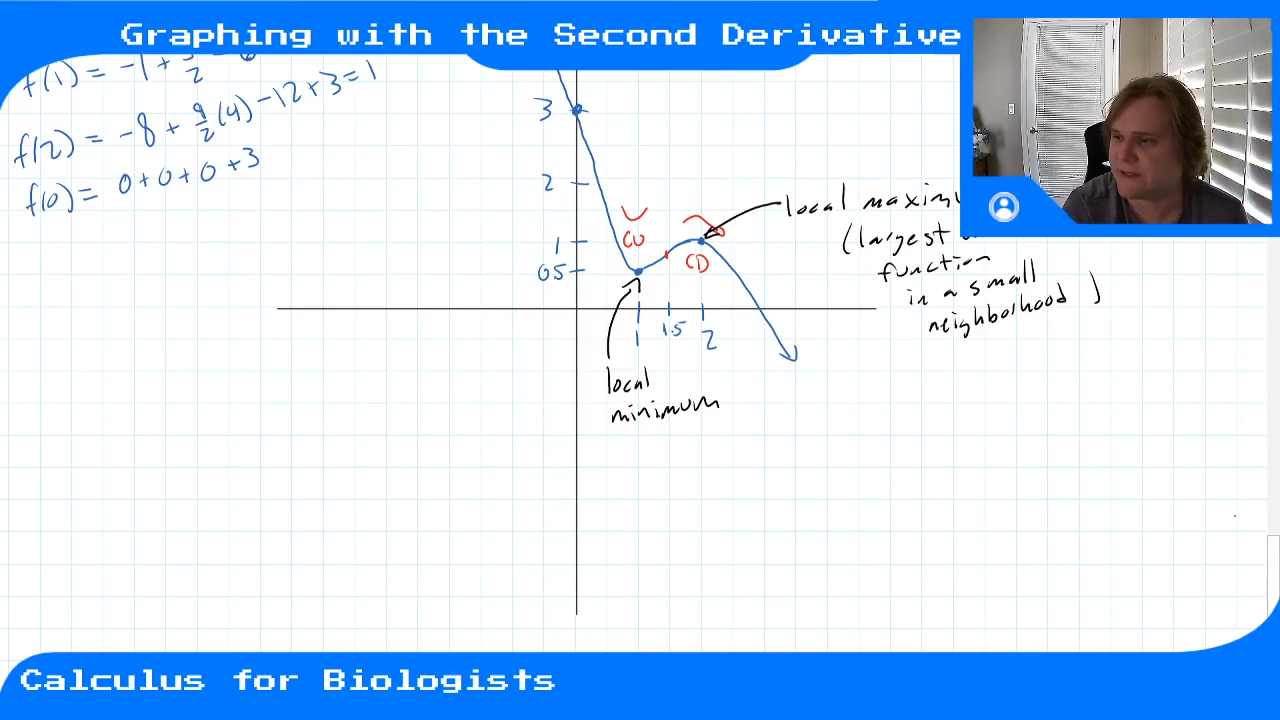 Graphing with the Second Derivative
f(1) = -1 +
f(2) = -8 + 9/2 (4) -12 +3 = 1
f(0) = 0 + 0 + 0 + 3
3
2
1
0.5
CU
CD
1
1.5
2
local
(largest
function
in a small
neighborhood )
local
minimum
Calculus for Biologists